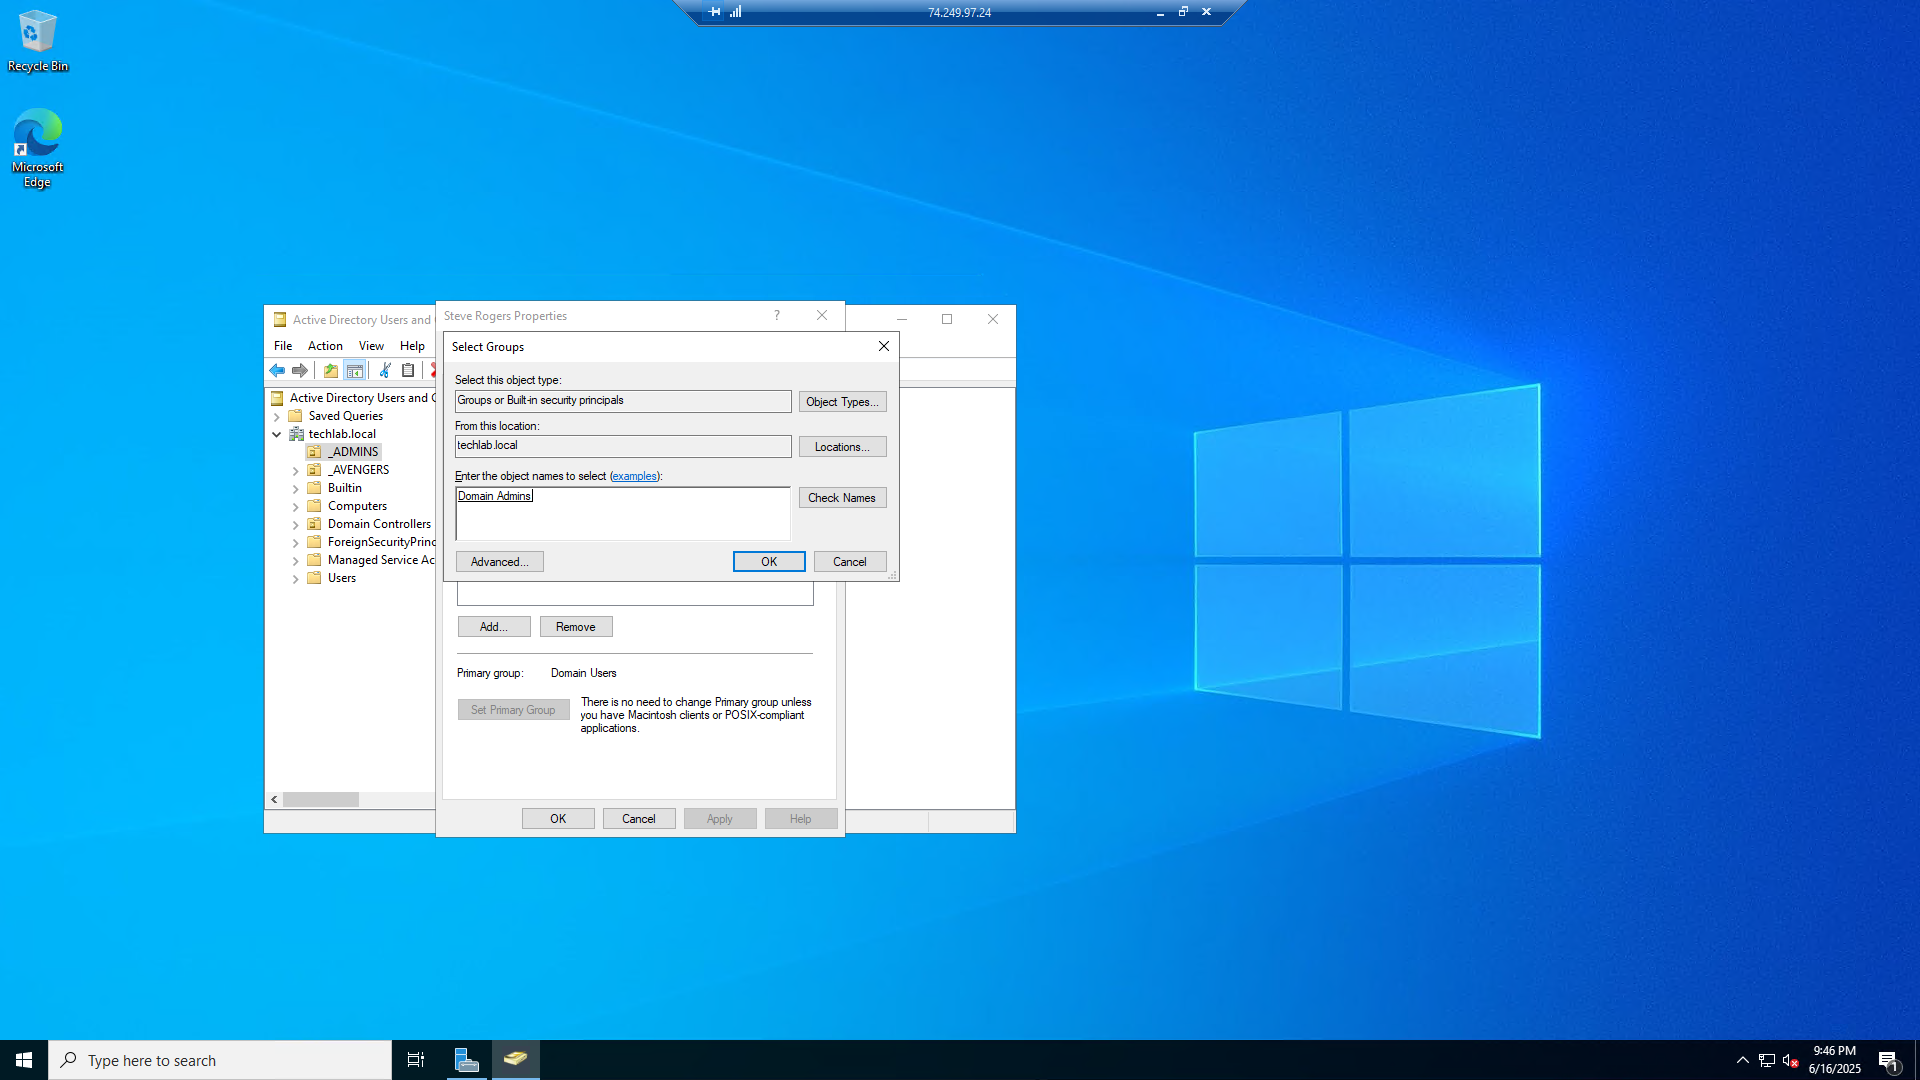 74.249.97.24
Recycle Bin
Microsoft
Edge
Active Directory Users and
File Action View Help
Active Directory Users and C
Saved Queries
techlab.local
_ADMINS
_AVENGERS
Builtin
Computers
Domain Controllers
ForeignSecurityPrinc
Managed Service Ac
Users
Steve Rogers Properties
?
Select Groups
Select this object type:
Groups or Built-in security principals
Object Types...
From this location:
techlab.local
Locations...
Enter the object names to select (examples):
Domain Admins
Check Names
Advanced...
OK
Cancel
Add...
Remove
Primary group:
Domain Users
Set Primary Group
There is no need to change Primary group unless
you have Macintosh clients or POSIX-compliant
applications.
OK
Cancel
Apply
Help
Type here to search
9:46 PM
6/16/2025
1